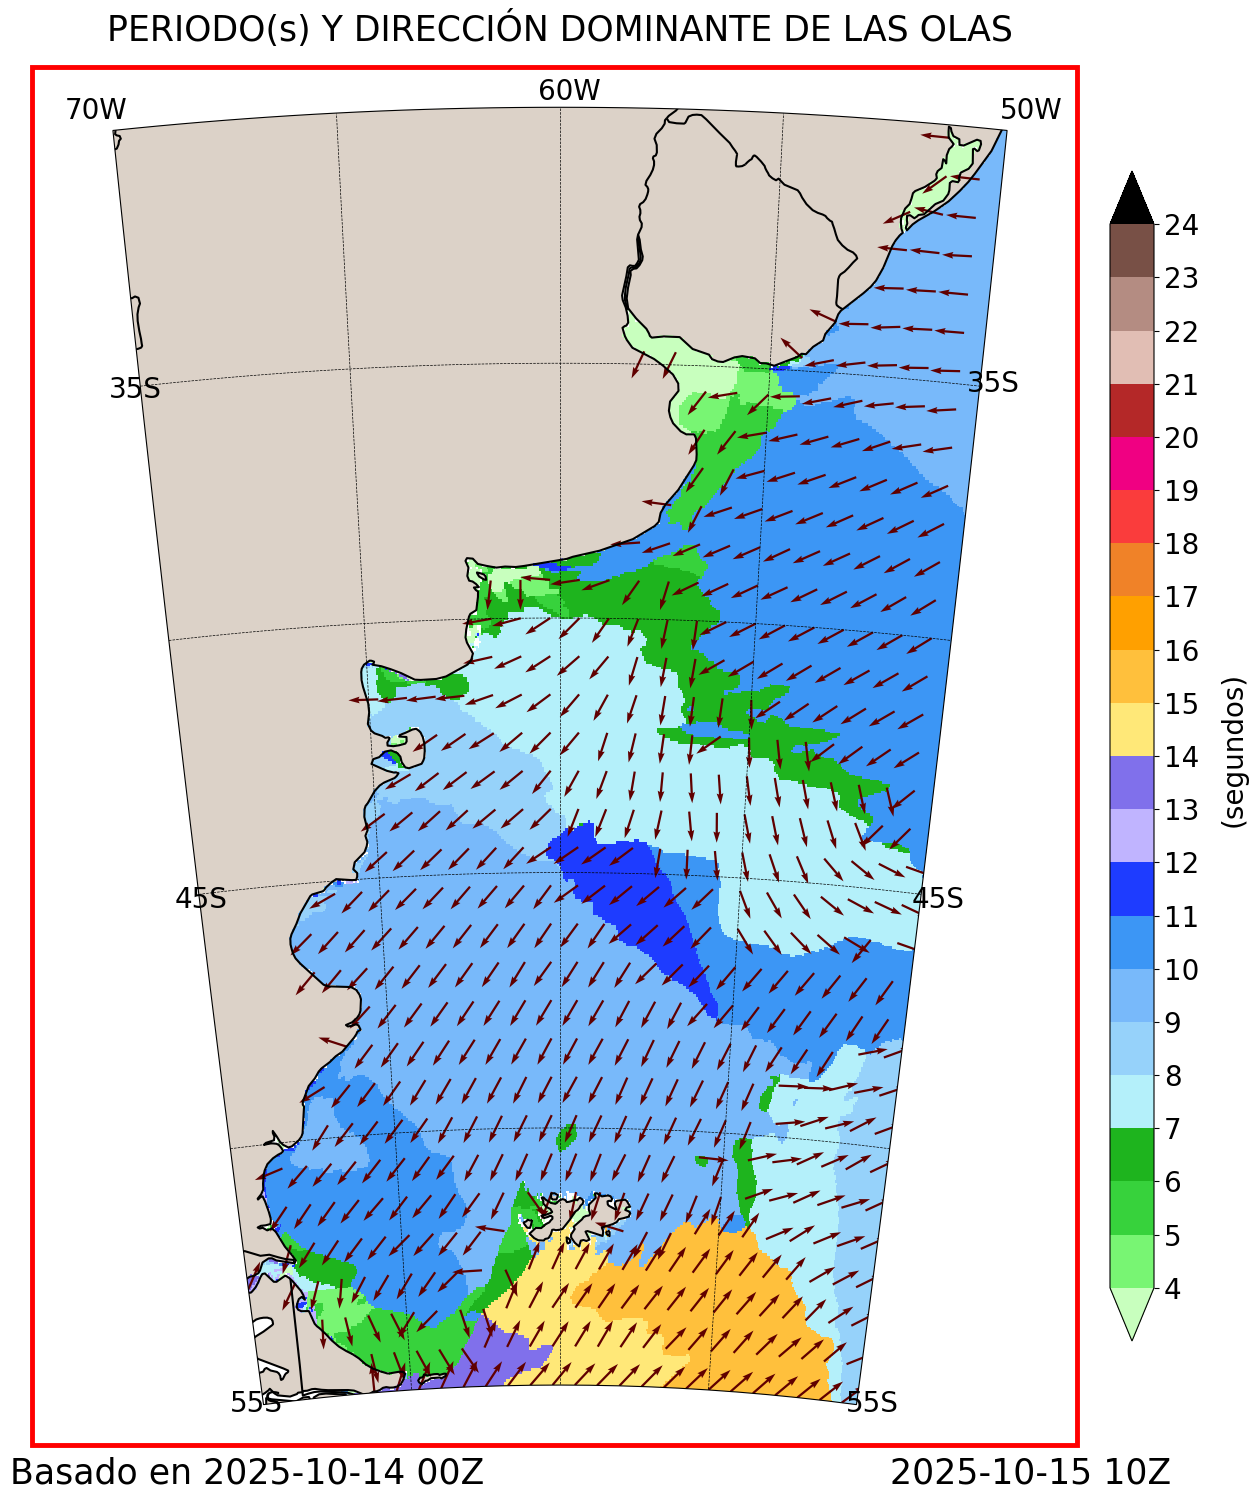 PERIODO(s) Y DIRECCIÓN DOMINANTE DE LAS OLAS
70W
60W
50W
35S
35S
45S
45S
55S
55S
24
23
22
21
20
19
18
17
16
15
14
13
12
11
10
9
8
7
6
5
4
(segundos)
Basado en 2025-10-14 00Z
2025-10-15 10Z